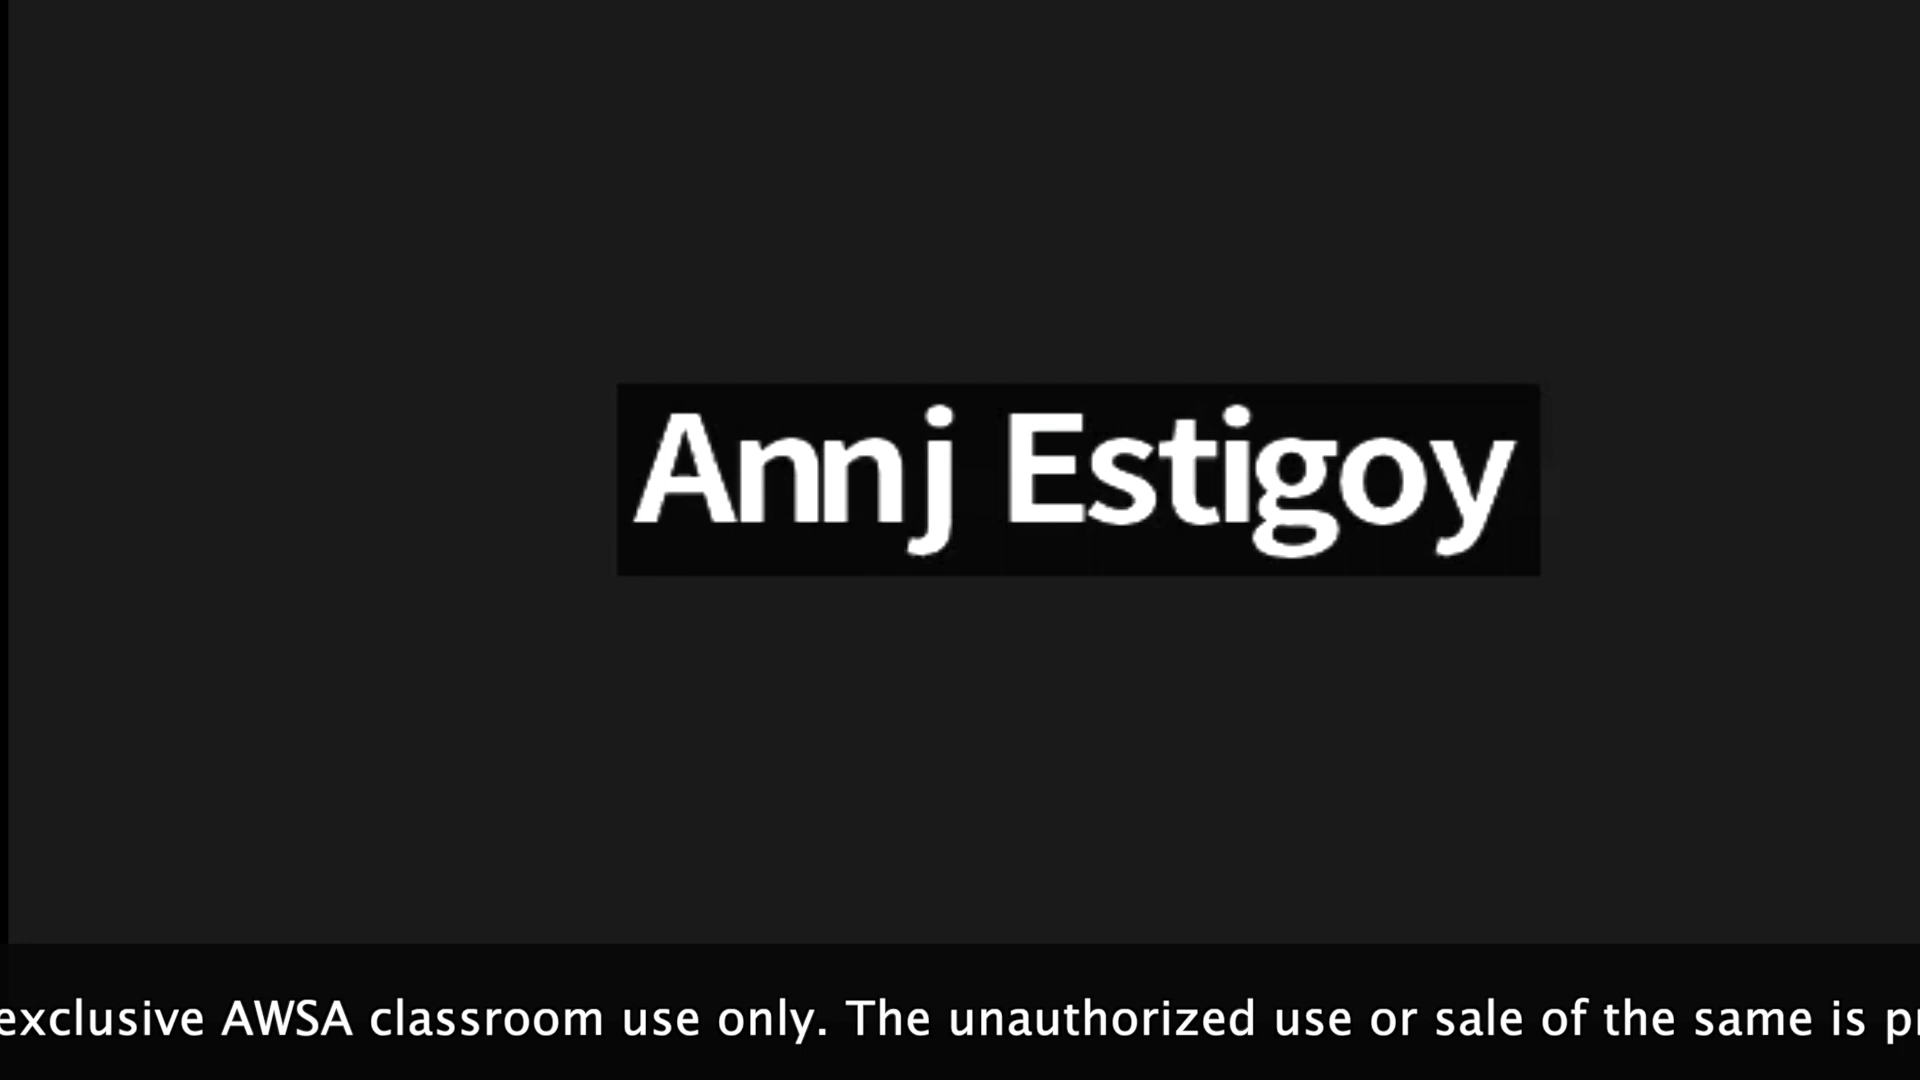 Annj Estigoy
exclusive AWSA classroom use only. The unauthorized use or sale of the same is